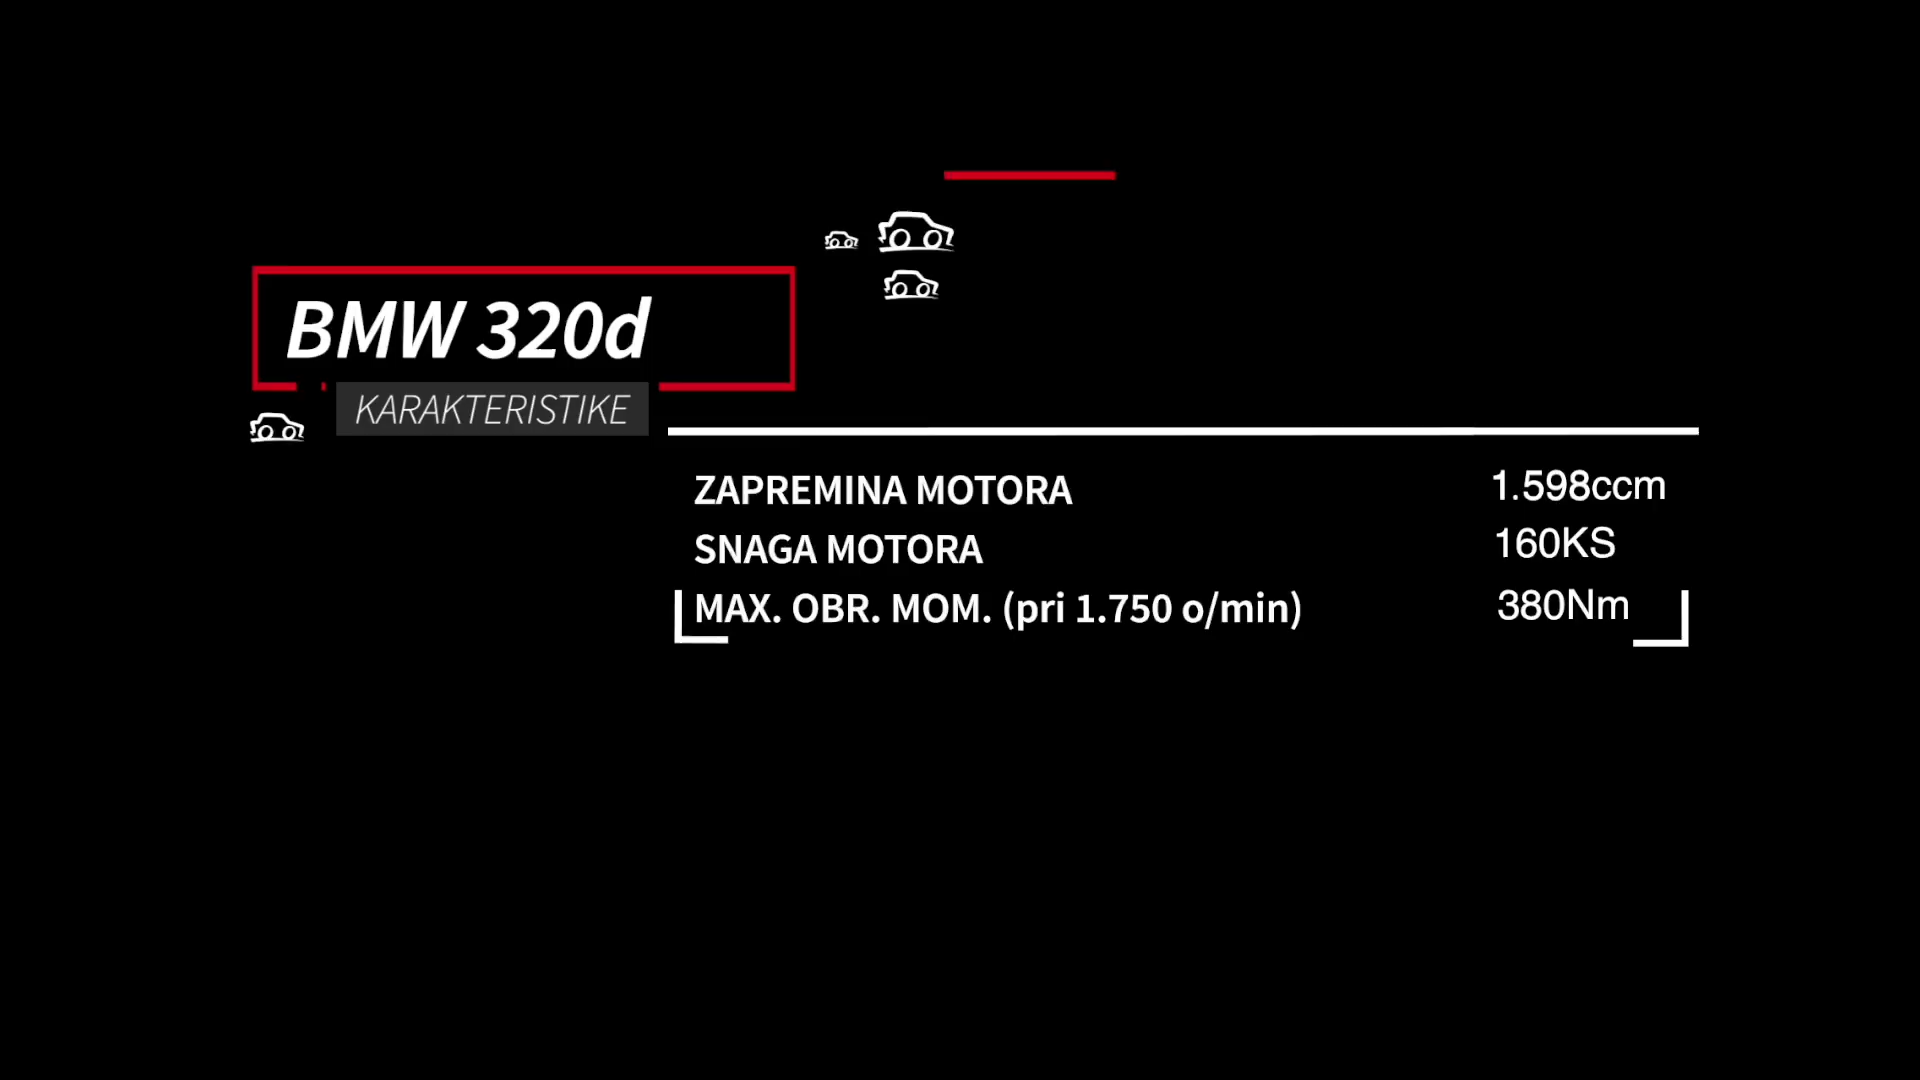 BMW 320d
KARAKTERISTIKE
ZAPREMINA MOTORA 1.598ccm
SNAGA MOTORA 160KS
MAX. OBR. MOM. (pri 1.750 o/min) 380Nm